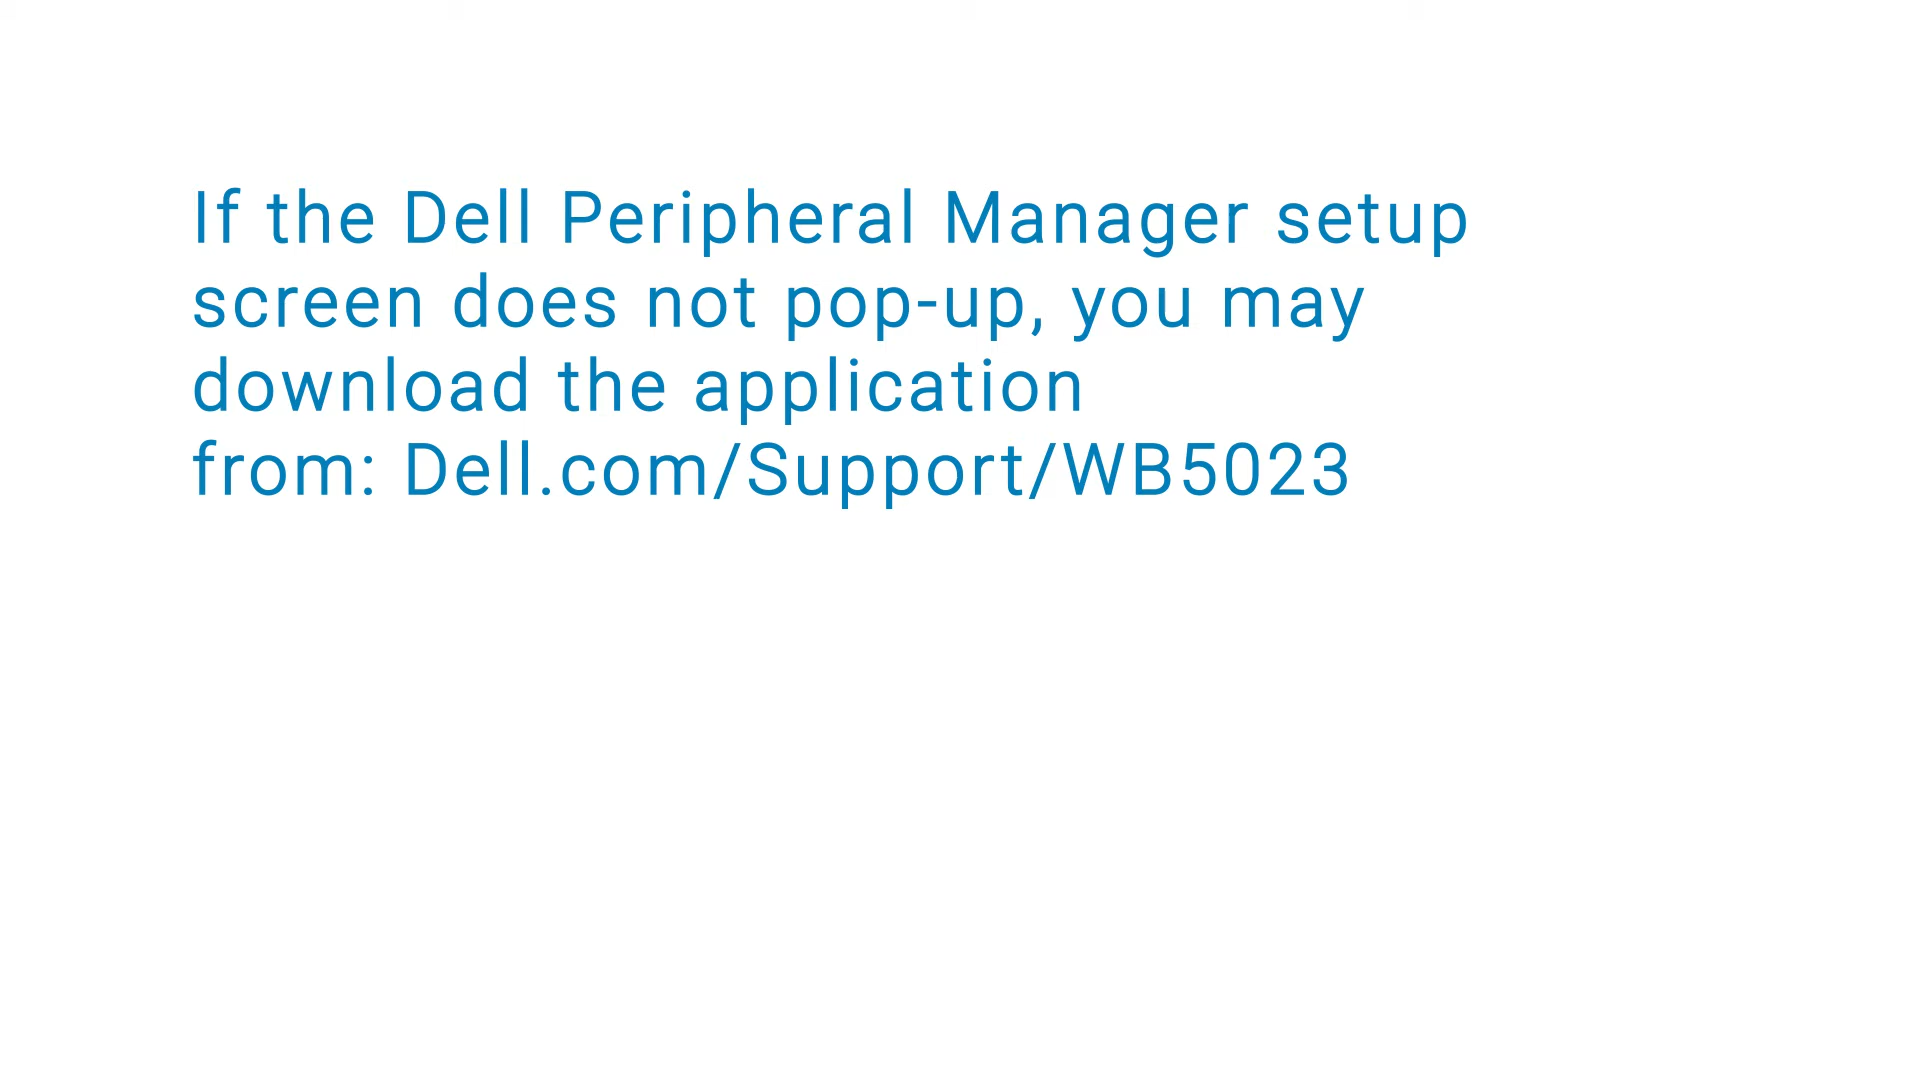 If the Dell Peripheral Manager setup
screen does not pop-up, you may
download the application
from: Dell.com/Support/WB5023